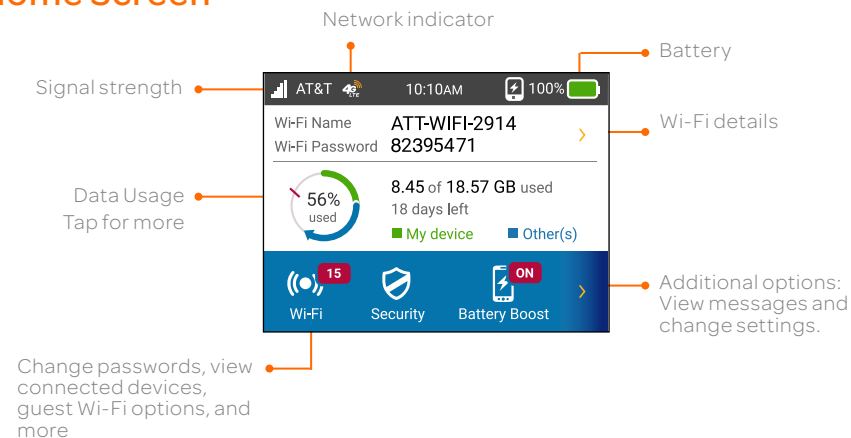 Home Screen
Network indicator
Battery
Signal strength
AT&T 4G LTE 10:10AM 100%
Wi-Fi Name ATT-WIFI-2914
Wi-Fi Password 82395471
Wi-Fi details
Data Usage
Tap for more
56%
used
8.45 of 18.57 GB used
18 days left
My device Other(s)
15
ON
Wi-Fi Security Battery Boost
Additional options:
View messages and
change settings.
Change passwords, view
connected devices,
guest Wi-Fi options, and
more